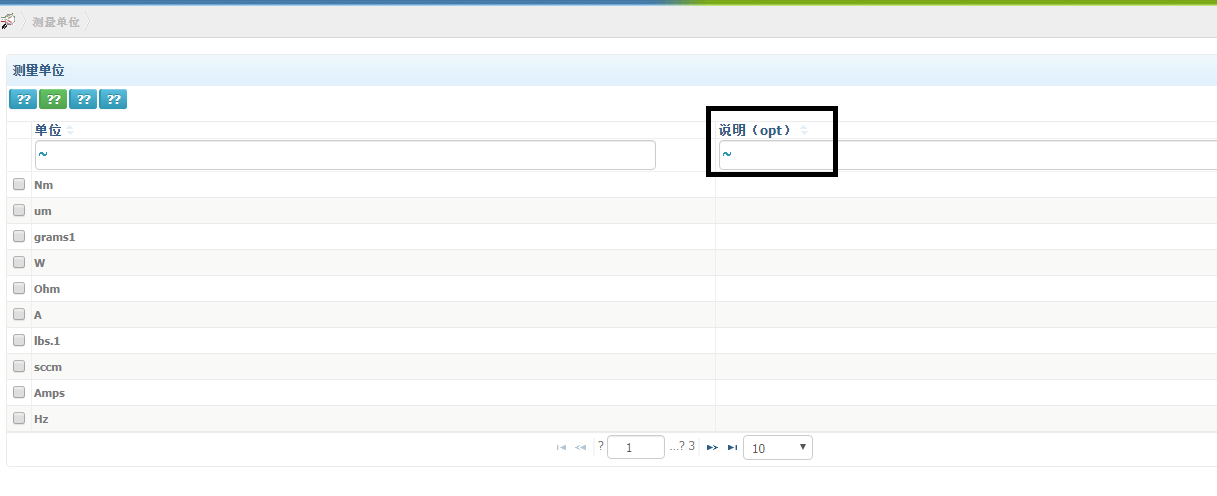 测量单位
测量单位
?? ?? ?? ??
单位 说明（opt）
~ ~
Nm
um
grams1
W
Ohm
A
lbs.1
sccm
Amps
Hz
? 1 ...? 3 10